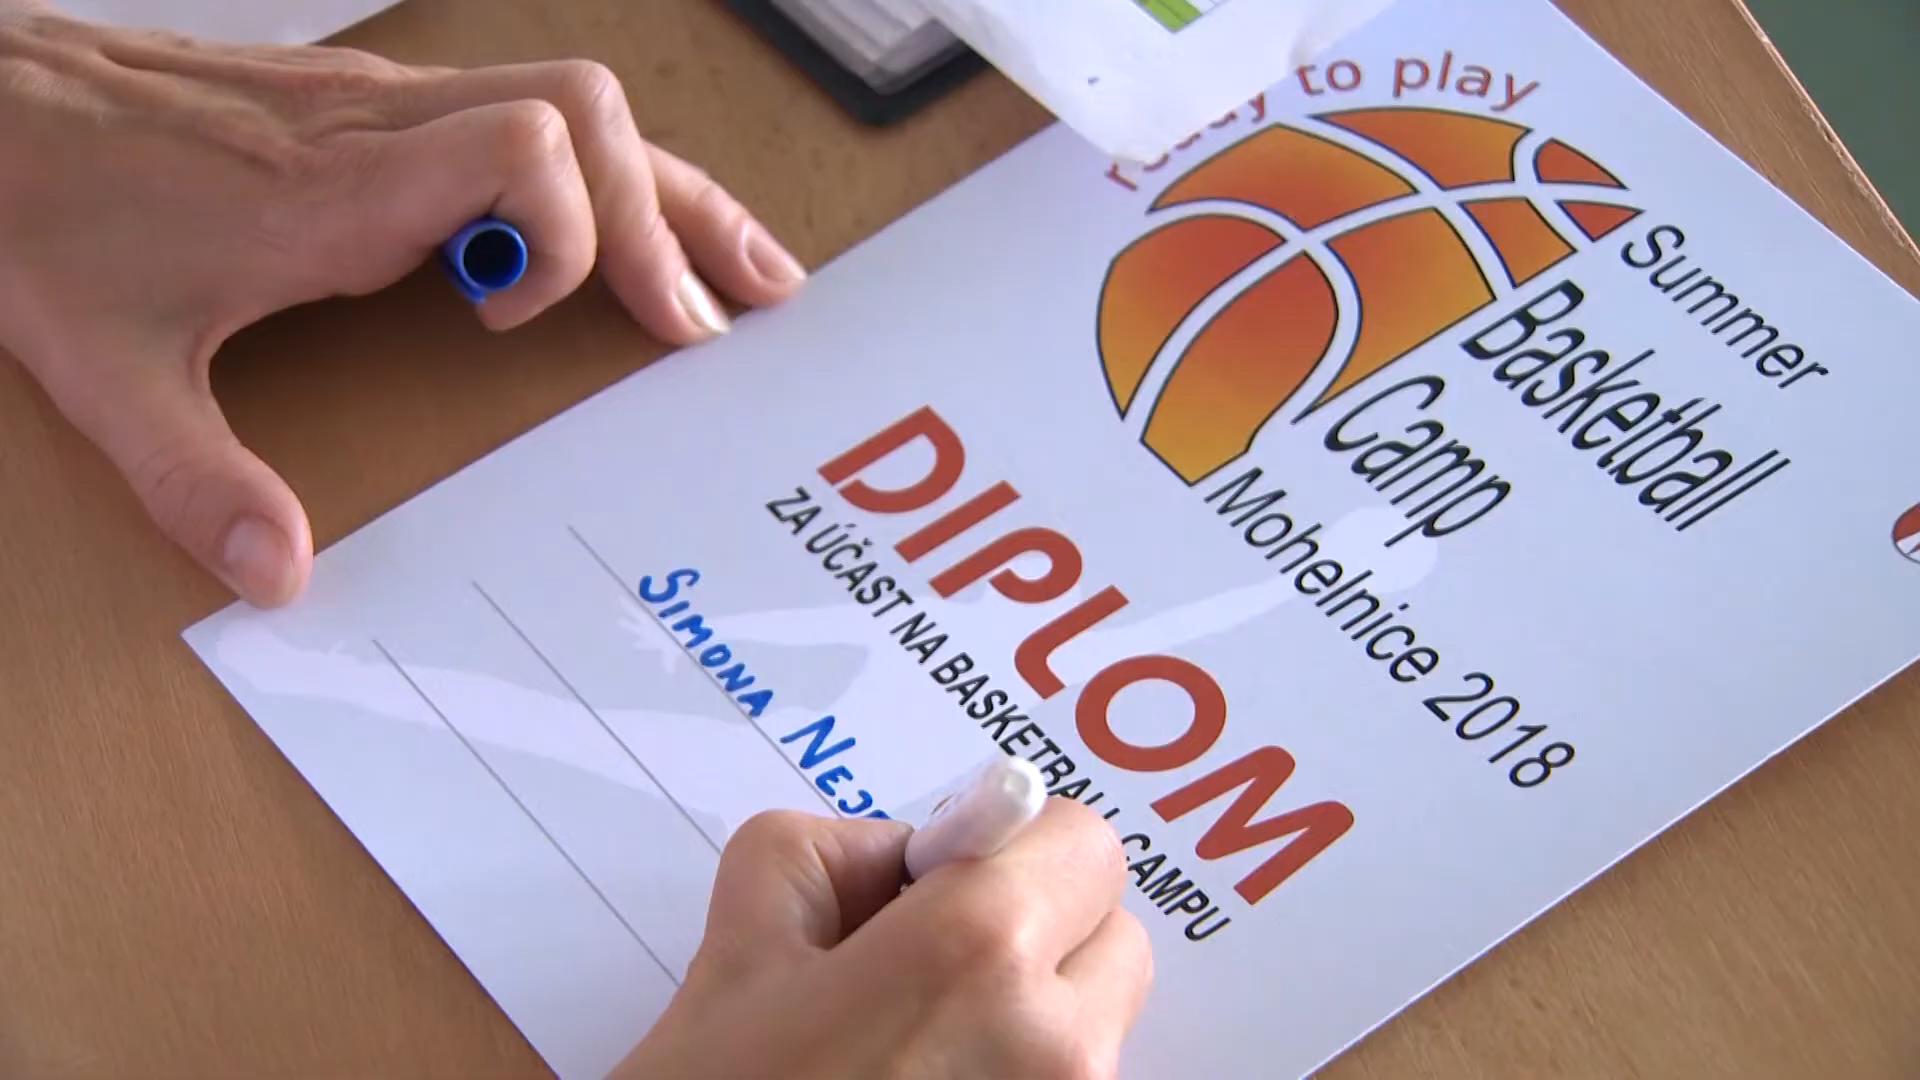 ready to play
Summer
Basketball
Camp
Mohelnice 2018
DIPLOM
ZA ÚČAST NA BASKETBALL CAMPU
SIMONA